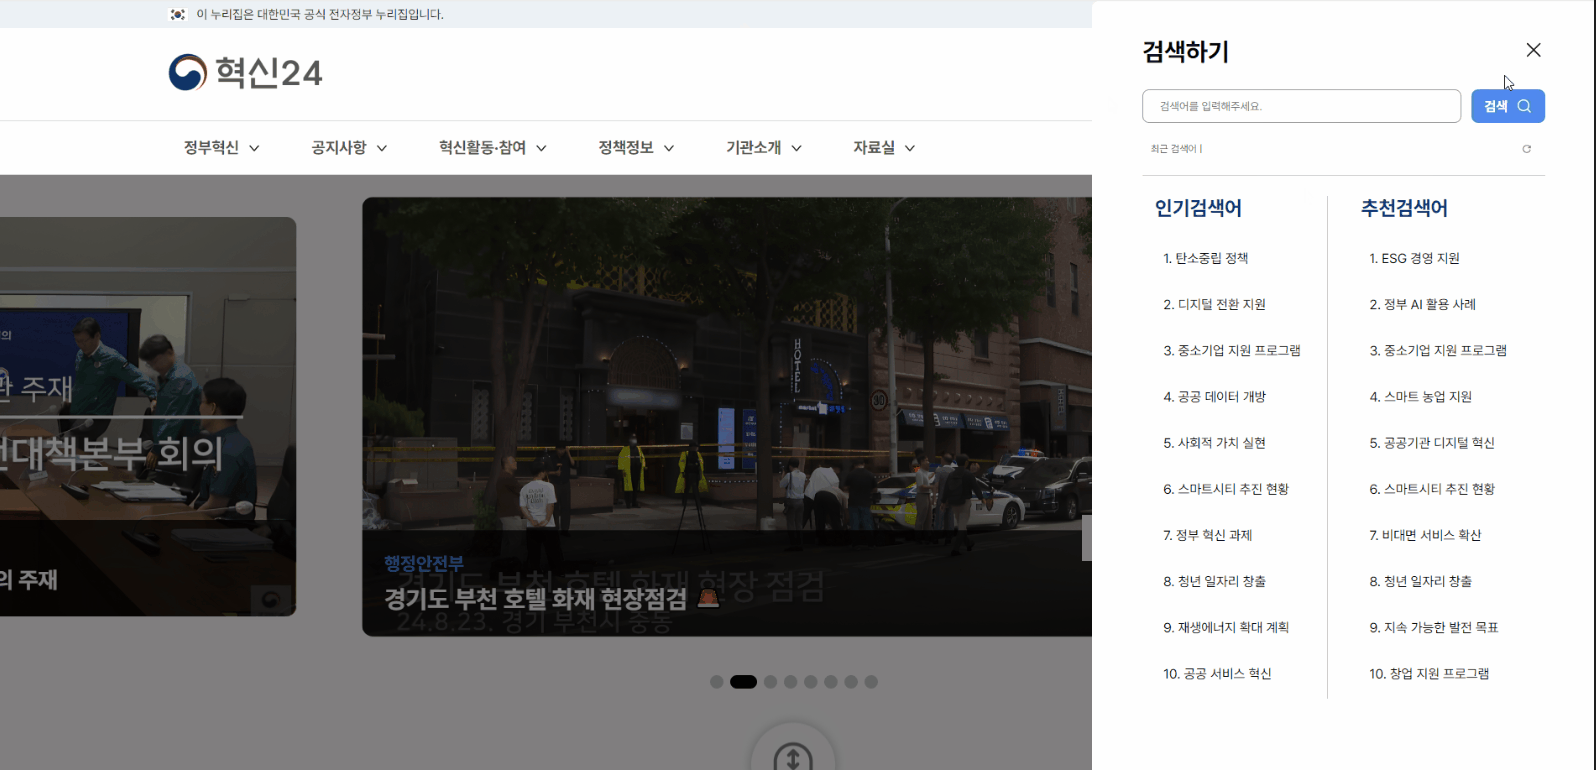 이 누리집은 대한민국 공식 전자정부 누리집입니다.
혁신24
정부혁신
공지사항
혁신활동·참여
정책정보
기관소개
자료실
관 주재
전대책본부 회의
의 주재
HOTEL
30
행정안전부
경기도 부천 호텔 화재 현장 점검
경기도 부천 호텔 화재 현장점검
24.8.23. 경기 부천시 중동
검색하기
검색어를 입력해주세요.
검색
최근 검색어 |
인기검색어
1. 탄소중립 정책
2. 디지털 전환 지원
3. 중소기업 지원 프로그램
4. 공공 데이터 개방
5. 사회적 가치 실현
6. 스마트시티 추진 현황
7. 정부 혁신 과제
8. 청년 일자리 창출
9. 재생에너지 확대 계획
10. 공공 서비스 혁신
추천검색어
1. ESG 경영 지원
2. 정부 AI 활용 사례
3. 중소기업 지원 프로그램
4. 스마트 농업 지원
5. 공공기관 디지털 혁신
6. 스마트시티 추진 현황
7. 비대면 서비스 확산
8. 청년 일자리 창출
9. 지속 가능한 발전 목표
10. 창업 지원 프로그램